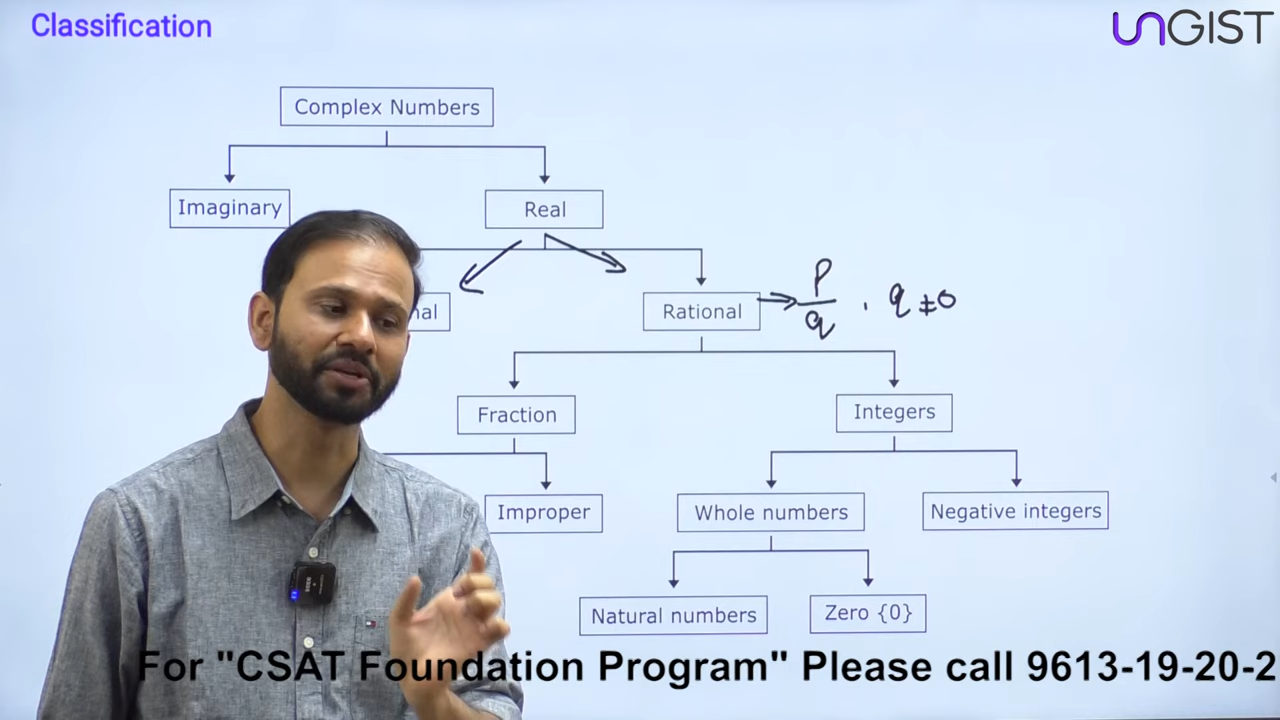 Classification
UNGIST
Complex Numbers
Imaginary
Real
nal
Rational
p/q , q ≠ 0
Fraction
Integers
Improper
Whole numbers
Negative integers
Natural numbers
Zero {0}
For "CSAT Foundation Program" Please call 9613-19-20-2